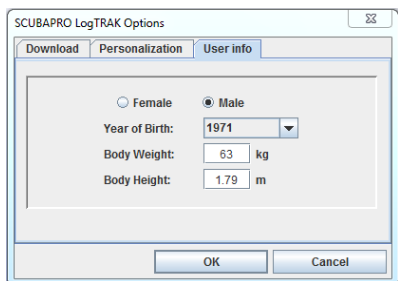 SCUBAPRO LogTRAK Options
Download Personalization User info
Female Male
Year of Birth: 1971
Body Weight: 63 kg
Body Height: 1.79 m
OK Cancel